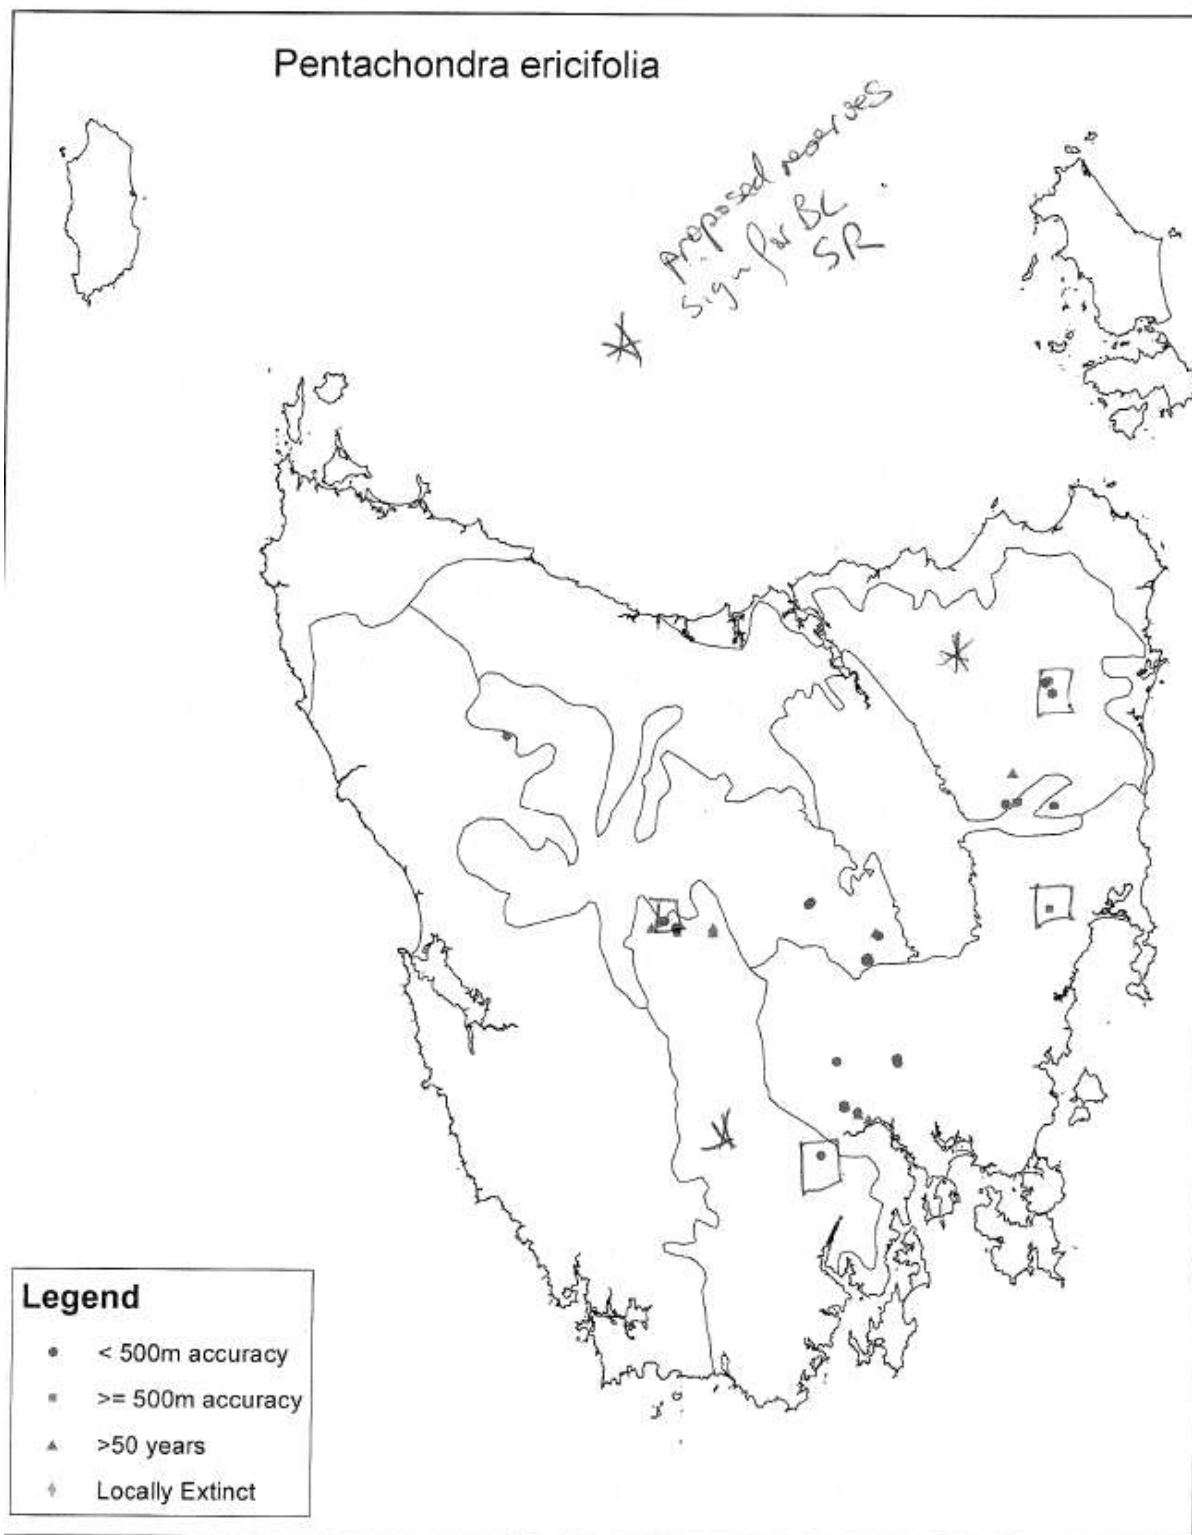 Pentachondra ericifolia
proposed reserves
sign for BL
SR
Legend
< 500m accuracy
>= 500m accuracy
>50 years
Locally Extinct